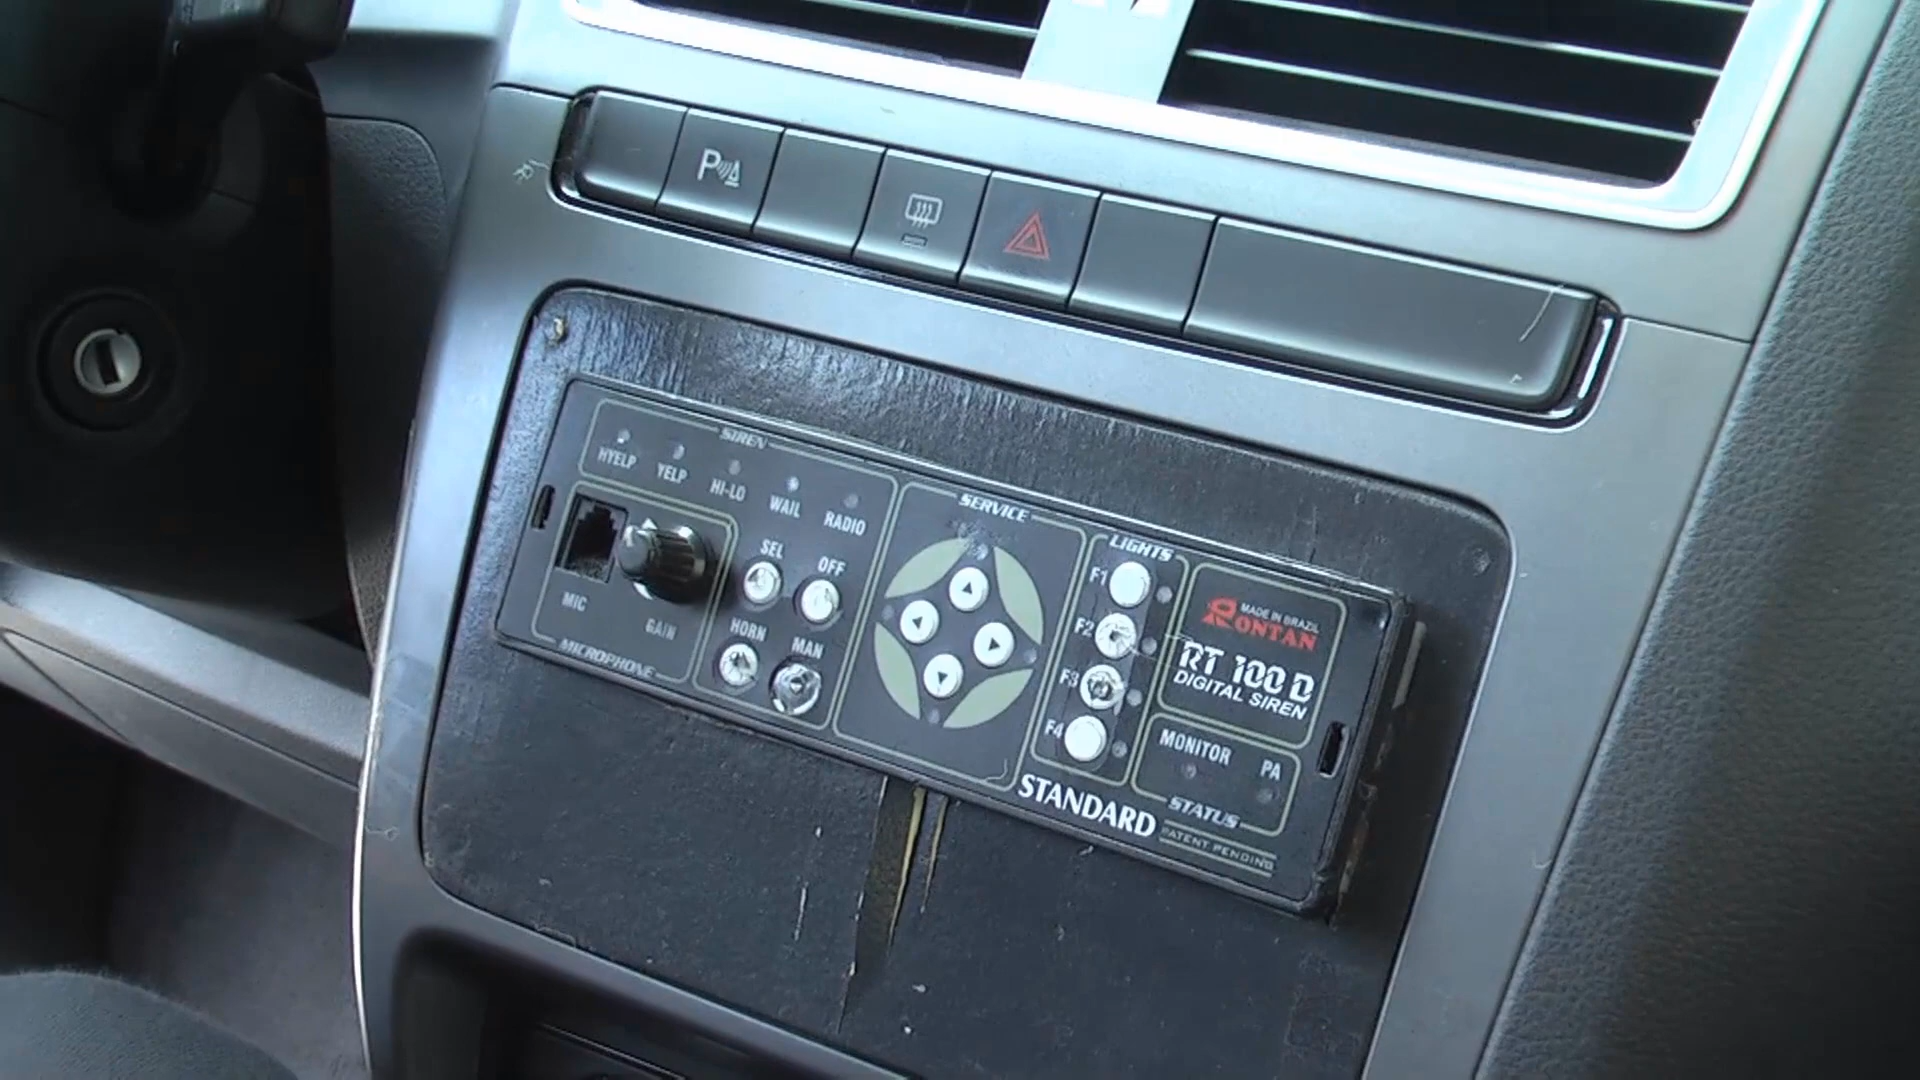 P
SIREN
HYELP
YELP
HI-LO
WAIL
RADIO
MIC
GAIN
MICROPHONE
SEL
OFF
HORN
MAN
SERVICE
LIGHTS
F1
F2
F3
F4
MADE IN BRAZIL
RONTAN
RT 100 D
DIGITAL SIREN
MONITOR
PA
STATUS
STANDARD
PATENT PENDING